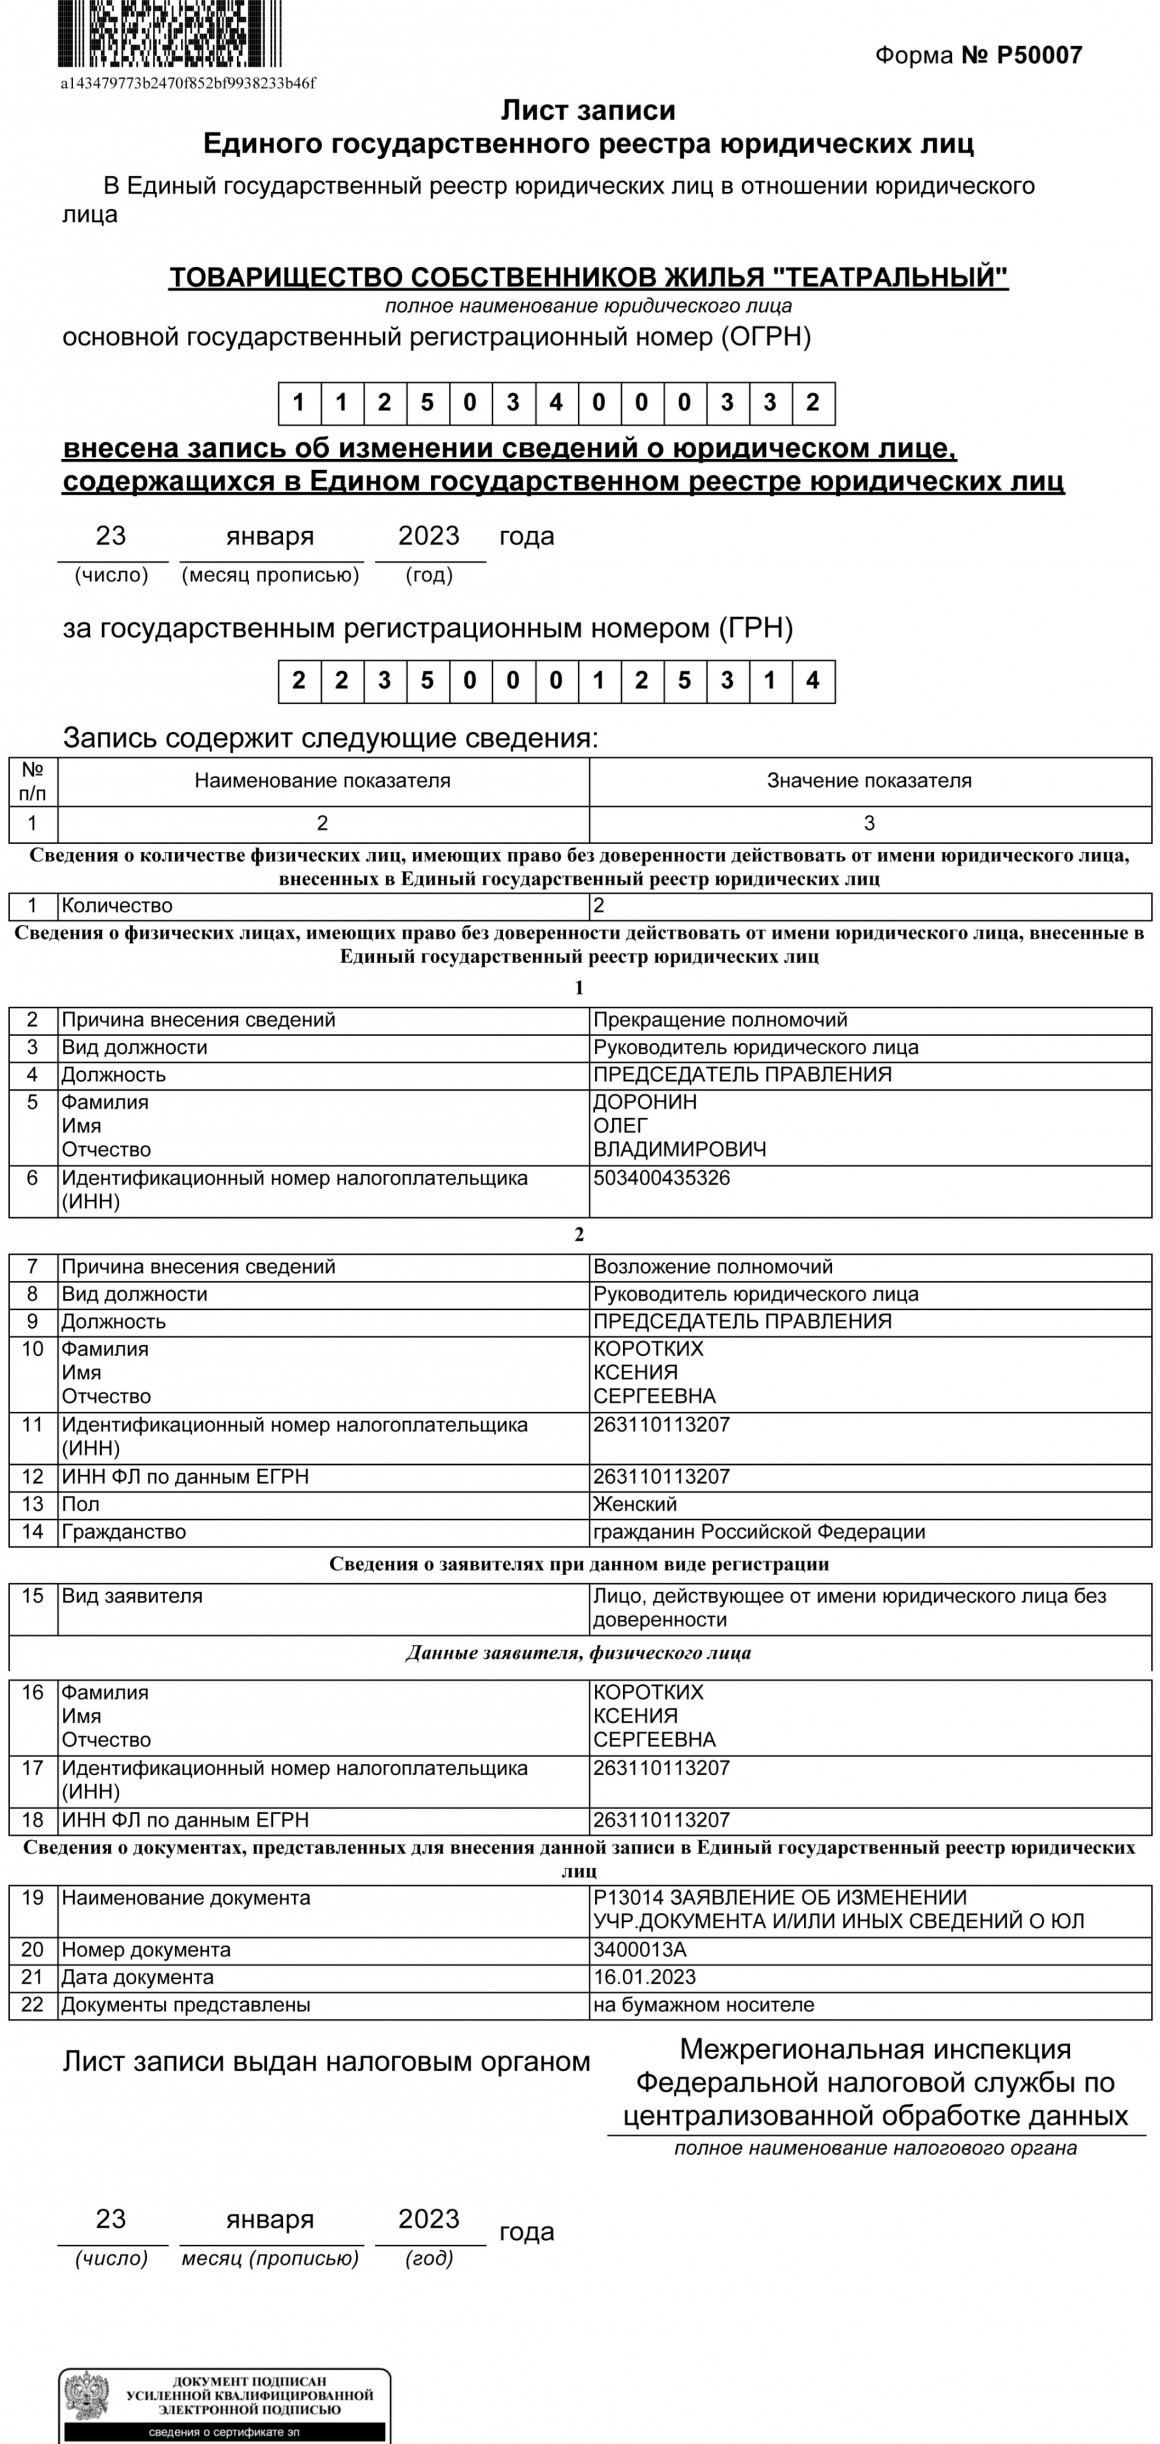 Форма № Р50007
a143479773b2470f852bf9938233b46f
Лист записи
Единого государственного реестра юридических лиц
В Единый государственный реестр юридических лиц в отношении юридического
лица
ТОВАРИЩЕСТВО СОБСТВЕННИКОВ ЖИЛЬЯ "ТЕАТРАЛЬНЫЙ"
полное наименование юридического лица
основной государственный регистрационный номер (ОГРН)
1 1 2 5 0 3 4 0 0 0 3 3 2
внесена запись об изменении сведений о юридическом лице,
содержащихся в Едином государственном реестре юридических лиц
23 января 2023 года
(число) (месяц прописью) (год)
за государственным регистрационным номером (ГРН)
2 2 3 5 0 0 0 1 2 5 3 1 4
Запись содержит следующие сведения:
№
п/п
Наименование показателя Значение показателя
1 2 3
Сведения о количестве физических лиц, имеющих право без доверенности действовать от имени юридического лица,
внесенных в Единый государственный реестр юридических лиц
1 Количество 2
Сведения о физических лицах, имеющих право без доверенности действовать от имени юридического лица, внесенные в
Единый государственный реестр юридических лиц
1
2 Причина внесения сведений Прекращение полномочий
3 Вид должности Руководитель юридического лица
4 Должность ПРЕДСЕДАТЕЛЬ ПРАВЛЕНИЯ
5 Фамилия ДОРОНИН
Имя ОЛЕГ
Отчество ВЛАДИМИРОВИЧ
6 Идентификационный номер налогоплательщика 503400435326
(ИНН)
2
7 Причина внесения сведений Возложение полномочий
8 Вид должности Руководитель юридического лица
9 Должность ПРЕДСЕДАТЕЛЬ ПРАВЛЕНИЯ
10 Фамилия КОРОТКИХ
Имя КСЕНИЯ
Отчество СЕРГЕЕВНА
11 Идентификационный номер налогоплательщика 263110113207
(ИНН)
12 ИНН ФЛ по данным ЕГРН 263110113207
13 Пол Женский
14 Гражданство гражданин Российской Федерации
Сведения о заявителях при данном виде регистрации
15 Вид заявителя Лицо, действующее от имени юридического лица без
доверенности
Данные заявителя, физического лица
16 Фамилия КОРОТКИХ
Имя КСЕНИЯ
Отчество СЕРГЕЕВНА
17 Идентификационный номер налогоплательщика 263110113207
(ИНН)
18 ИНН ФЛ по данным ЕГРН 263110113207
Сведения о документах, представленных для внесения данной записи в Единый государственный реестр юридических
лиц
19 Наименование документа Р13014 ЗАЯВЛЕНИЕ ОБ ИЗМЕНЕНИИ
УЧР.ДОКУМЕНТА И/ИЛИ ИНЫХ СВЕДЕНИЙ О ЮЛ
20 Номер документа 3400013А
21 Дата документа 16.01.2023
22 Документы представлены на бумажном носителе
Лист записи выдан налоговым органом
Межрегиональная инспекция
Федеральной налоговой службы по
централизованной обработке данных
полное наименование налогового органа
23 января 2023 года
(число) месяц (прописью) (год)
ДОКУМЕНТ ПОДПИСАН
УСИЛЕННОЙ КВАЛИФИЦИРОВАННОЙ
ЭЛЕКТРОННОЙ ПОДПИСЬЮ
сведения о сертификате эп